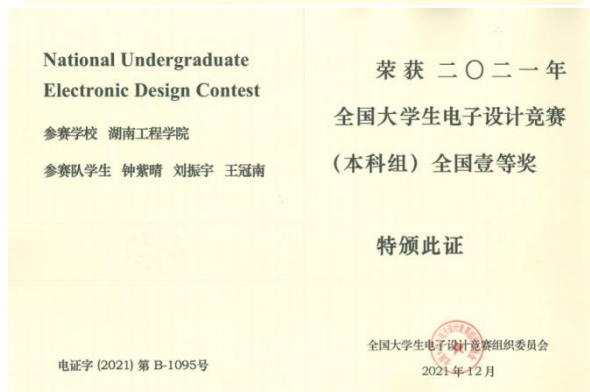 National Undergraduate
Electronic Design Contest
参赛学校 湖南工程学院
参赛队学生 钟紫晴 刘振宇 王冠南
电证字 (2021) 第 B-1095号
荣获 二〇二一年
全国大学生电子设计竞赛
(本科组) 全国壹等奖
特颁此证
全国大学生电子设计竞赛组织委员会
2021年12月